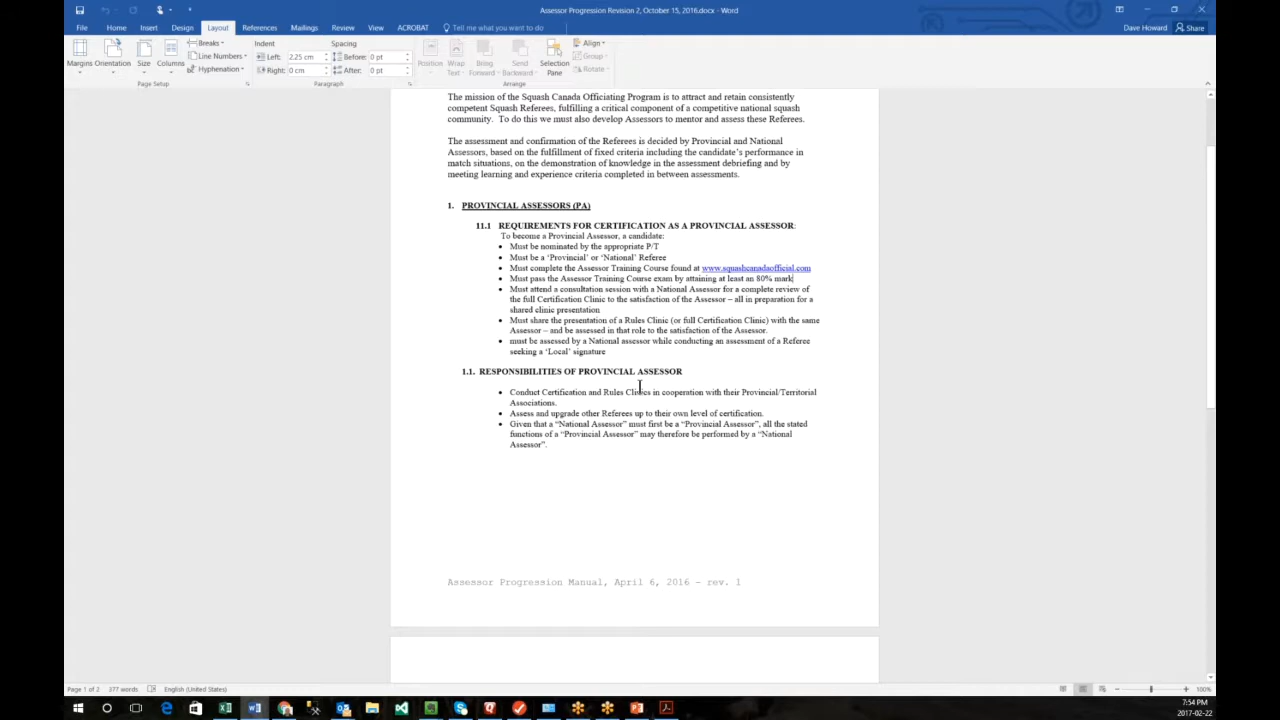 Assessor Progression Revision 2, October 15, 2016.docx - Word
Dave Howard
Share
File Home Insert Design Layout References Mailings Review View ACROBAT Tell me what you want to do
Margins Orientation Size Columns
Breaks
Line Numbers
Hyphenation
Page Setup
Indent
Left: 2.25 cm
Right: 0 cm
Spacing
Before: 0 pt
After: 0 pt
Paragraph
Position Wrap Text Bring Forward Send Backward Selection Pane
Align
Group
Rotate
Arrange
The mission of the Squash Canada Officiating Program is to attract and retain consistently
competent Squash Referees, fulfilling a critical component of a competitive national squash
community. To do this we must also develop Assessors to mentor and assess these Referees.
The assessment and confirmation of the Referees is decided by Provincial and National
Assessors, based on the fulfillment of fixed criteria including the candidate's performance in
match situations, on the demonstration of knowledge in the assessment debriefing and by
meeting learning and experience criteria completed in between assessments.
1. PROVINCIAL ASSESSORS (PA)
11.1 REQUIREMENTS FOR CERTIFICATION AS A PROVINCIAL ASSESSOR:
To become a Provincial Assessor, a candidate:
• Must be nominated by the appropriate P/T
• Must be a 'Provincial' or 'National' Referee
• Must complete the Assessor Training Course found at www.squashcanadaofficial.com
• Must pass the Assessor Training Course exam by attaining at least an 80% mark
• Must attend a consultation session with a National Assessor for a complete review of
the full Certification Clinic to the satisfaction of the Assessor – all in preparation for a
shared clinic presentation
• Must share the presentation of a Rules Clinic (or full Certification Clinic) with the same
Assessor – and be assessed in that role to the satisfaction of the Assessor.
• must be assessed by a National assessor while conducting an assessment of a Referee
seeking a 'Local' signature
1.1. RESPONSIBILITIES OF PROVINCIAL ASSESSOR
• Conduct Certification and Rules Clinics in cooperation with their Provincial/Territorial
Associations.
• Assess and upgrade other Referees up to their own level of certification.
• Given that a "National Assessor" must first be a "Provincial Assessor", all the stated
functions of a "Provincial Assessor" may therefore be performed by a "National
Assessor".
Assessor Progression Manual, April 6, 2016 – rev. 1
Page 1 of 2 377 words English (United States)
100%
7:54 PM
2017-02-22